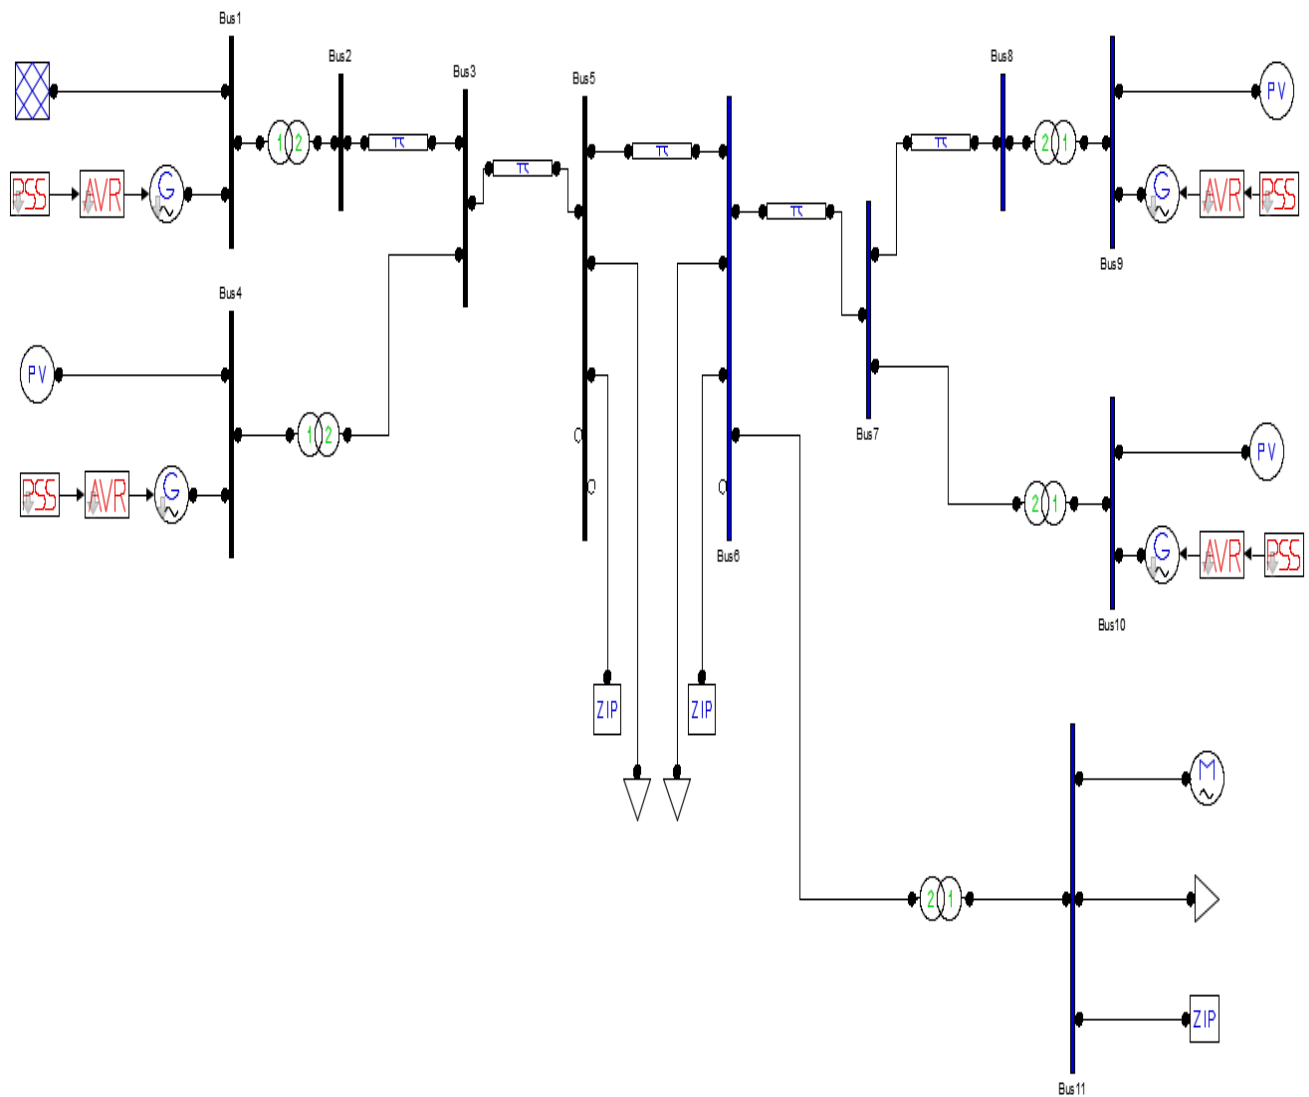 Bus1
Bus2
Bus3
Bus5
Bus8
PV
1 2
π
π
π
π
π
2 1
PSS AVR G
G AVR PSS
Bus9
Bus4
PV
1 2
Bus7
PV
PSS AVR G
2 1
Bus6
G AVR PSS
Bus10
ZIP
ZIP
M
2 1
ZIP
Bus11